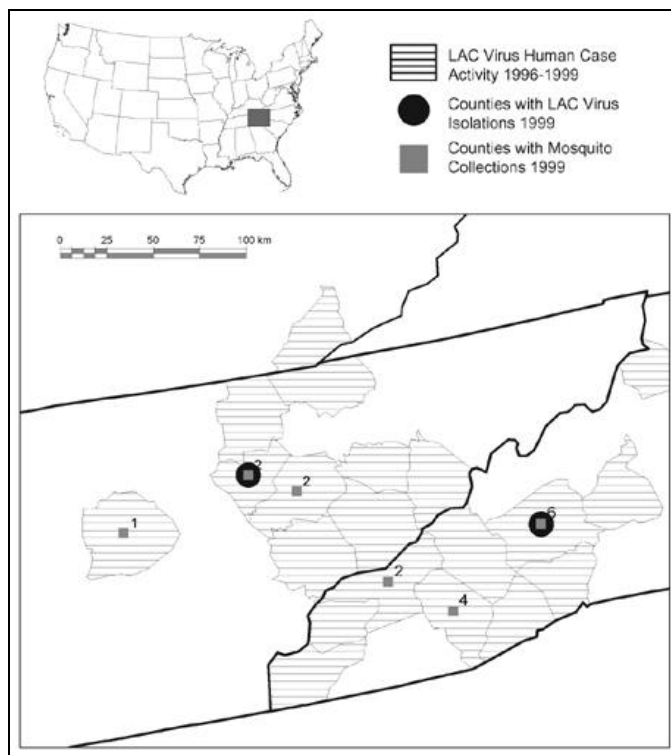 LAC Virus Human Case
Activity 1996-1999
Counties with LAC Virus
Isolations 1999
Counties with Mosquito
Collections 1999
0 25 50 75 100 km
2
6
1
2
4